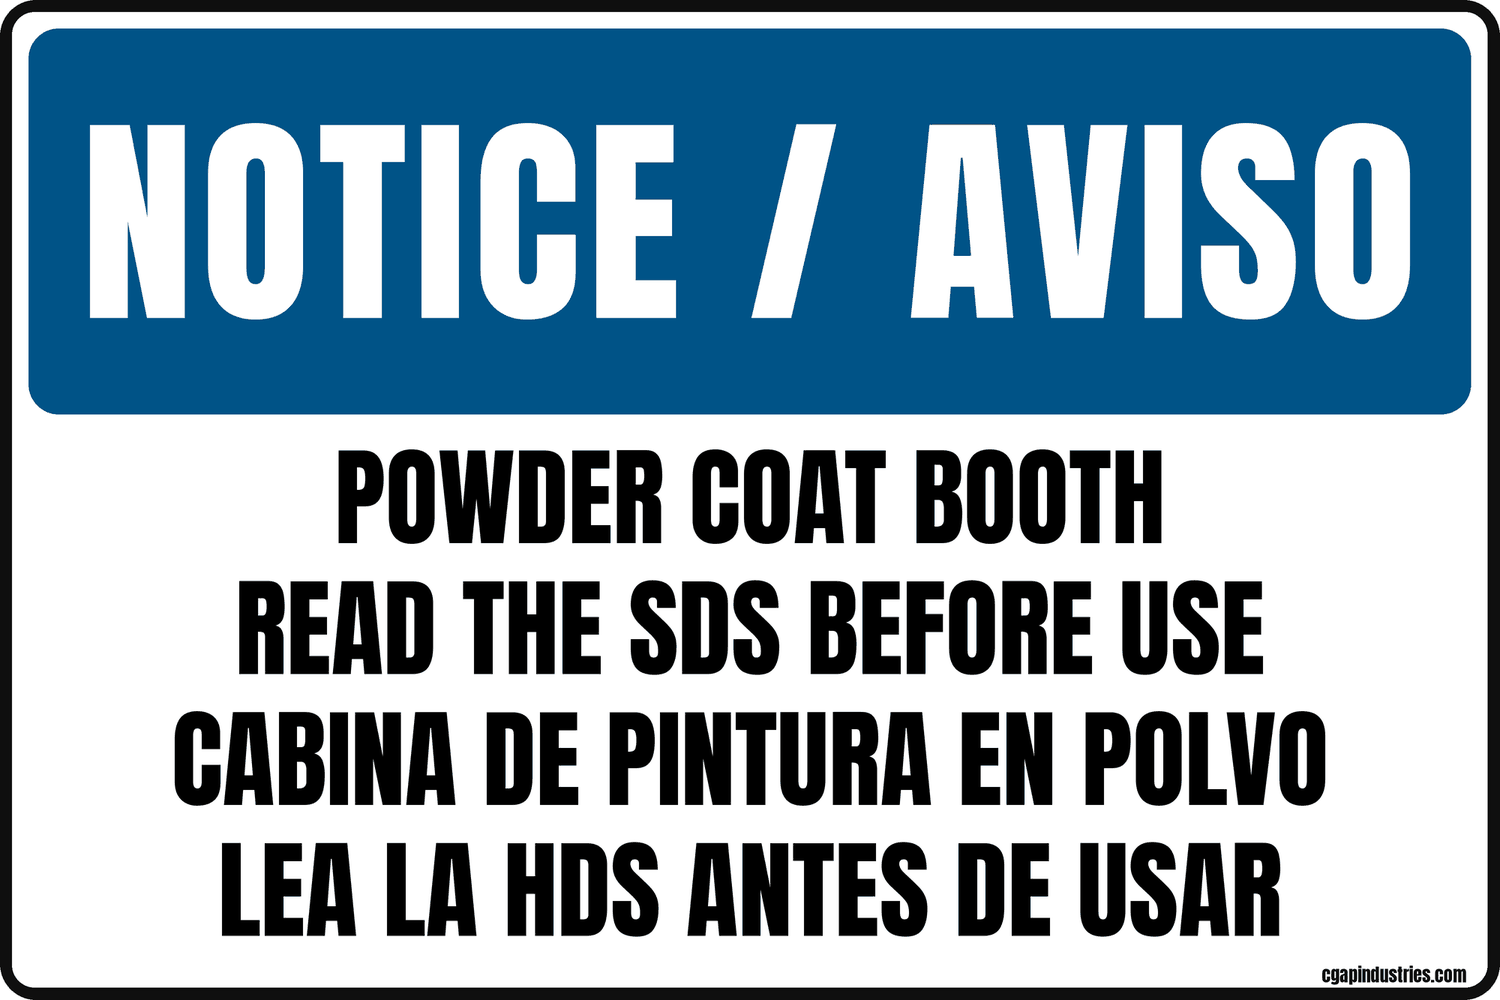 NOTICE / AVISO
POWDER COAT BOOTH
READ THE SDS BEFORE USE
CABINA DE PINTURA EN POLVO
LEA LA HDS ANTES DE USAR
cgapindustries.com